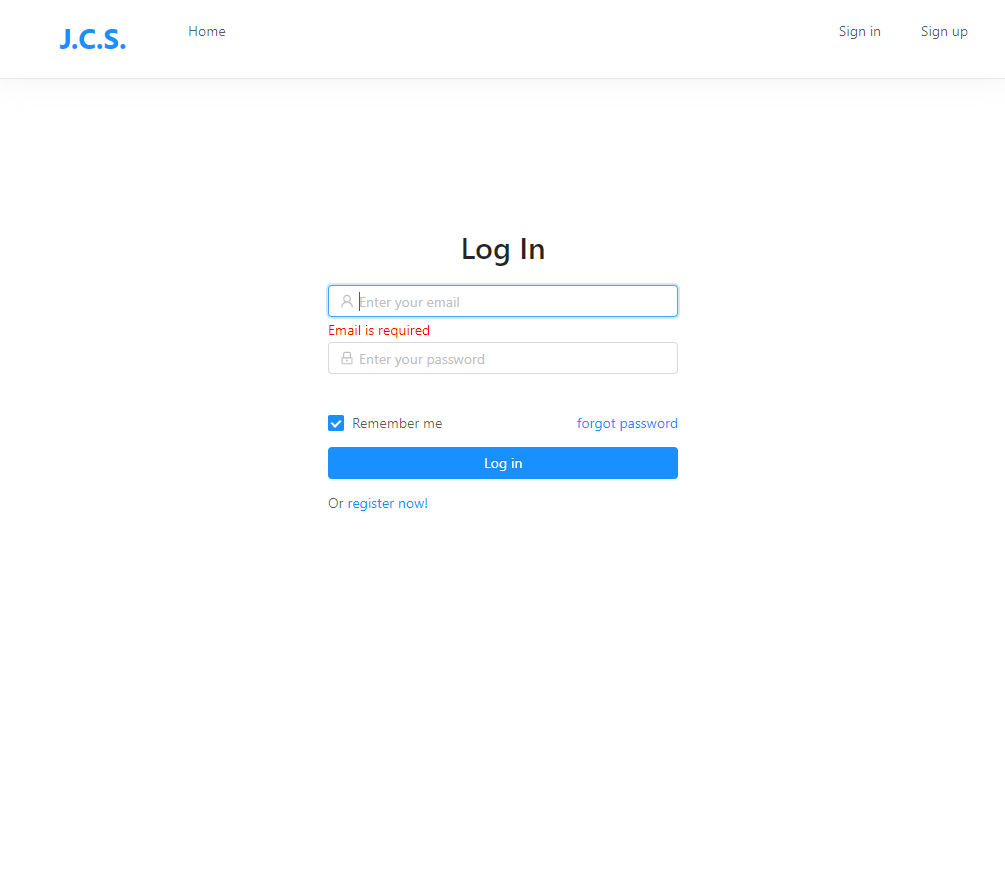 J.C.S. Home Sign in Sign up
Log In
Enter your email
Email is required
Enter your password
Remember me forgot password
Log in
Or register now!